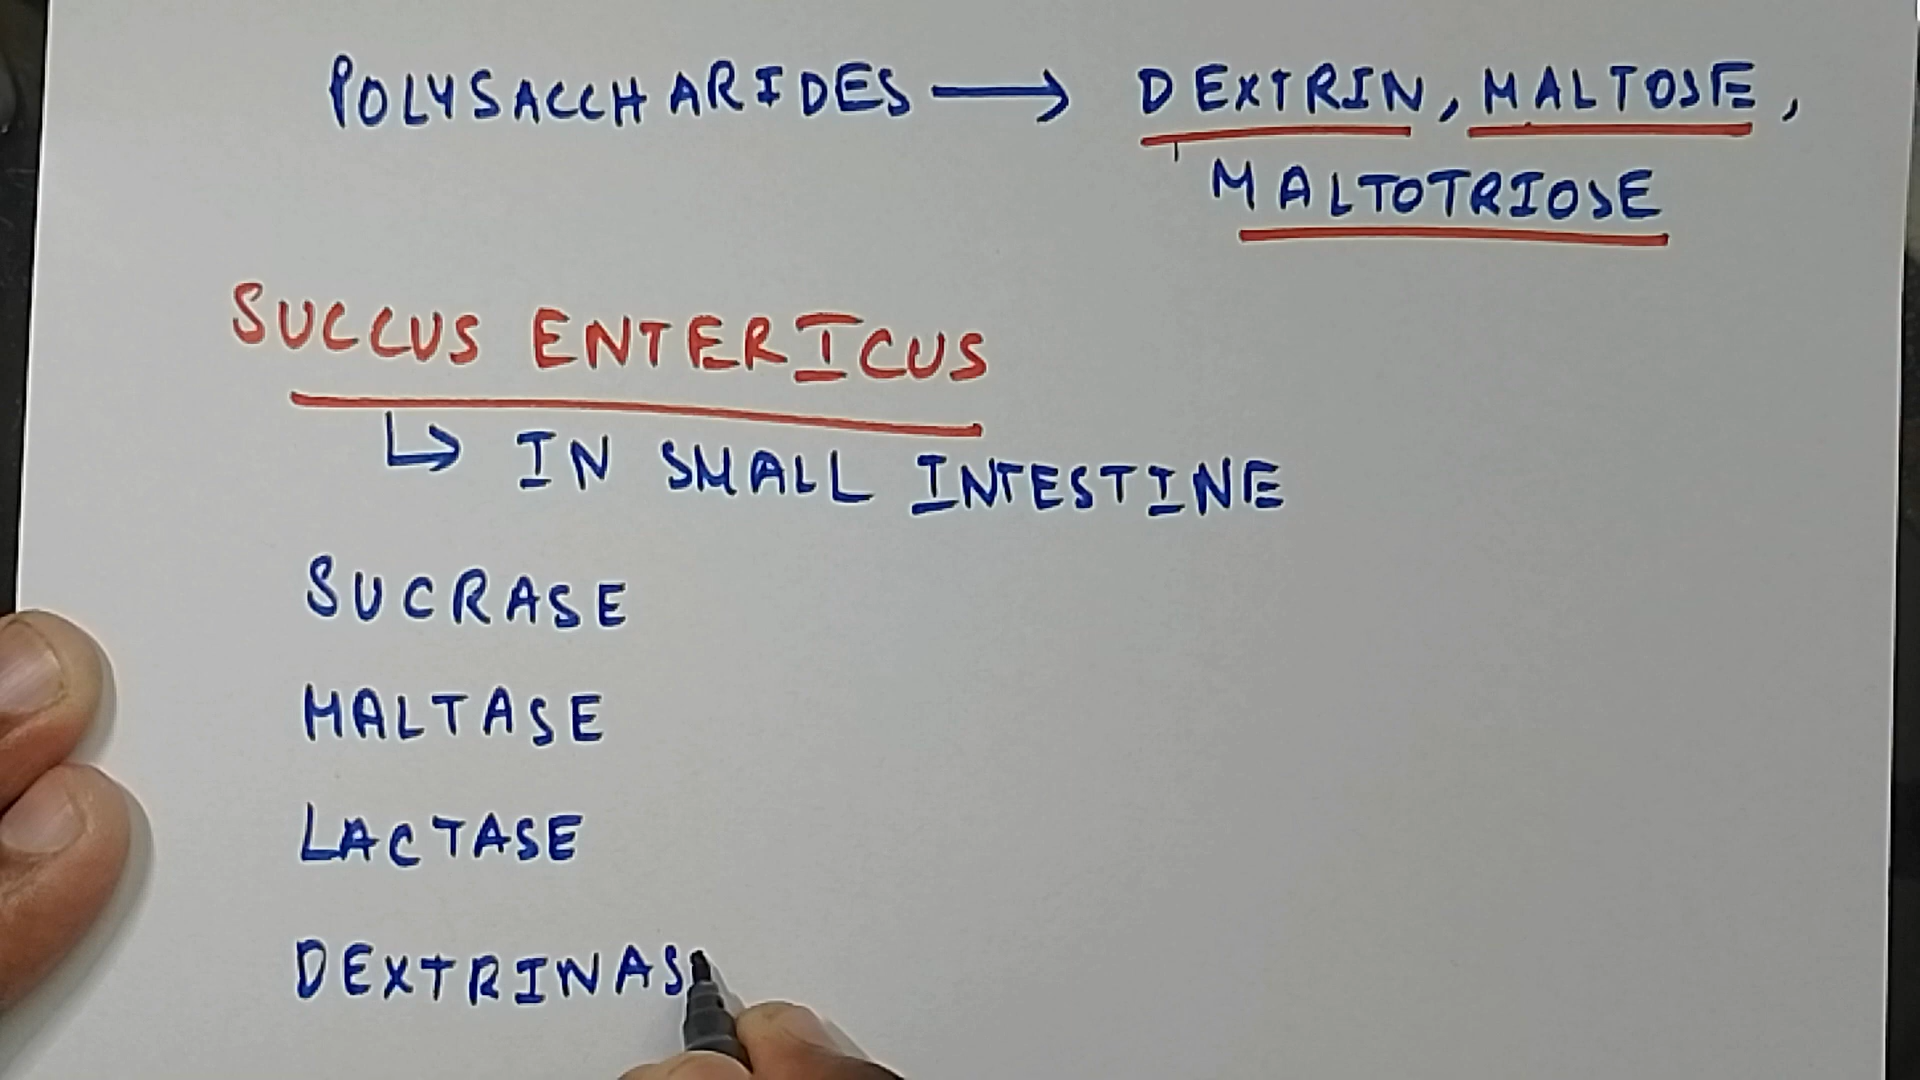 POLYSACCHARIDES → DEXTRIN, MALTOSE,
MALTOTRIOSE
SUCCUS ENTERICUS
↳ IN SMALL INTESTINE
SUCRASE
MALTASE
LACTASE
DEXTRINAS